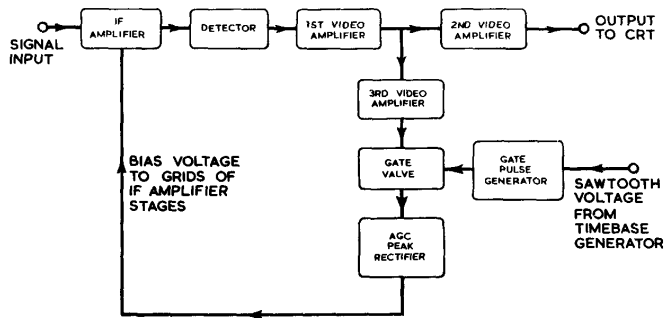 IF
AMPLIFIER
DETECTOR
1ST VIDEO
AMPLIFIER
2ND VIDEO
AMPLIFIER
OUTPUT
TO CRT
SIGNAL
INPUT
3RD VIDEO
AMPLIFIER
BIAS VOLTAGE
TO GRIDS OF
IF AMPLIFIER
STAGES
GATE
VALVE
GATE
PULSE
GENERATOR
SAWTOOTH
VOLTAGE
FROM
TIMEBASE
GENERATOR
AGC
PEAK
RECTIFIER